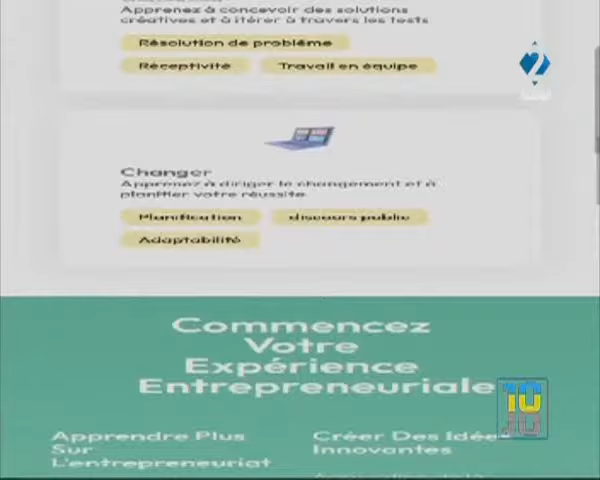 Apprenez à concevoir des solutions
créatives et à itérer à travers les tests
Résolution de problème
Réceptivité
Travail en équipe
2
Changer
Apprenez à diriger le changement et à
planifier votre réussite
Planification
discours public
Adaptabilité
Commencez
Votre
Expérience
Entrepreneuriale
10
Apprendre Plus
Sur
L'entrepreneuriat
Créer Des Idées
Innovantes